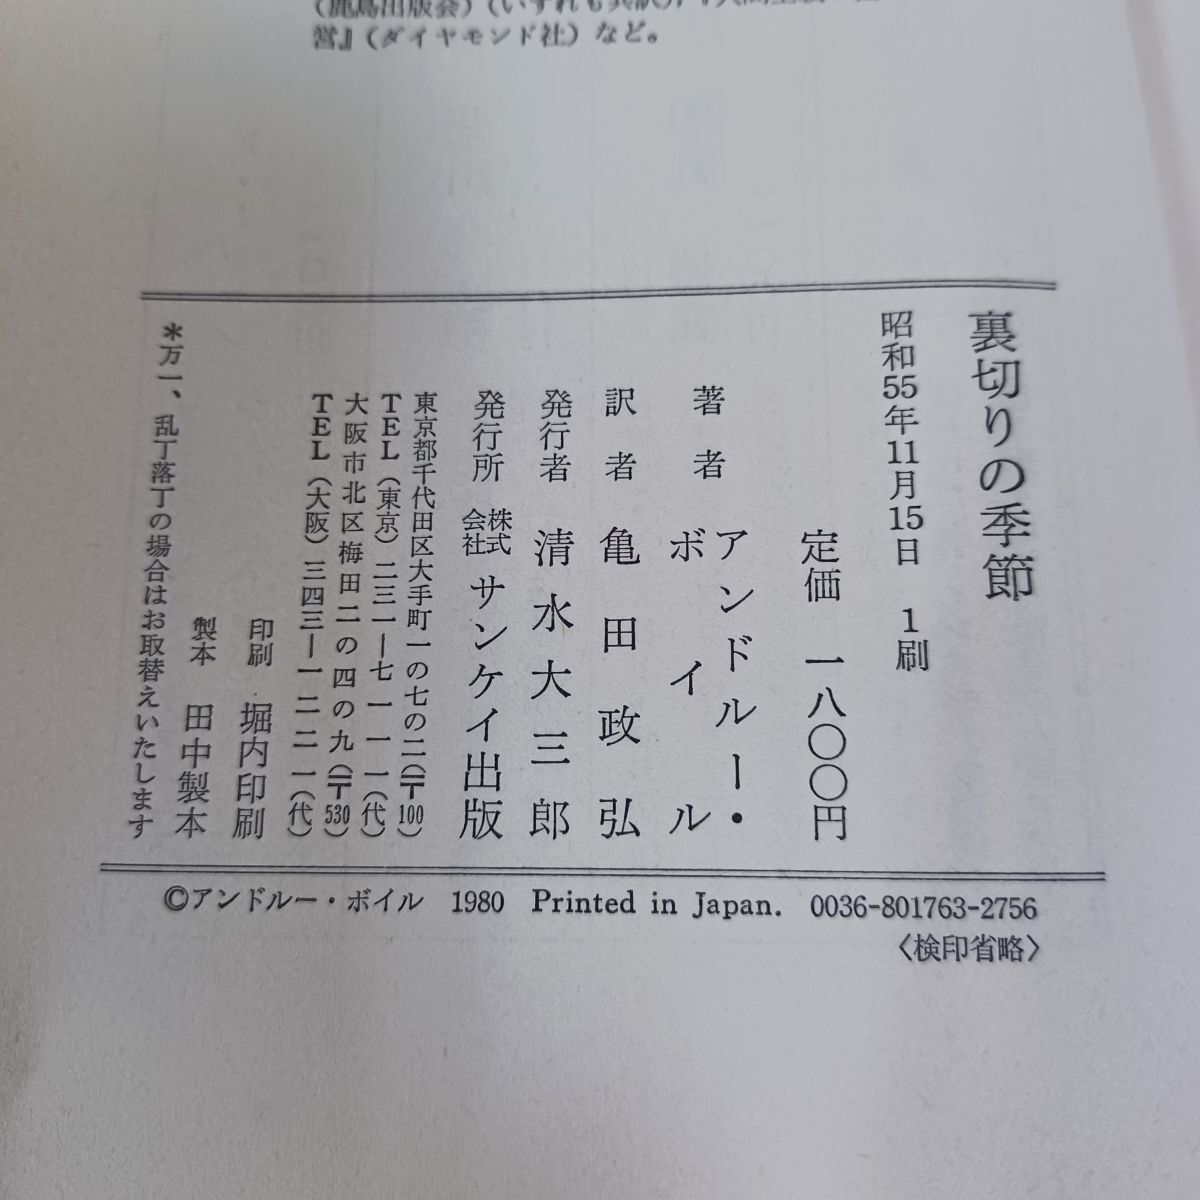 （鹿島出版会）（いずれも共訳），『人間主義の経
営』（ダイヤモンド社）など。
裏切りの季節
昭和55年11月15日　1刷
定価　一八〇〇円
著者　アンドルー・
ボイル
訳者　亀田政弘
発行者　清水大三郎
発行所　株式会社　サンケイ出版
東京都千代田区大手町一の七の二（〒100）
TEL（東京）二三一―七一一一（代）
大阪市北区梅田二の四の九（〒530）
TEL（大阪）三四三―一二二一（代）
印刷　堀内印刷
製本　田中製本
＊万一、乱丁落丁の場合はお取替えいたします
©アンドルー・ボイル　1980　Printed in Japan.　0036-801763-2756
〈検印省略〉